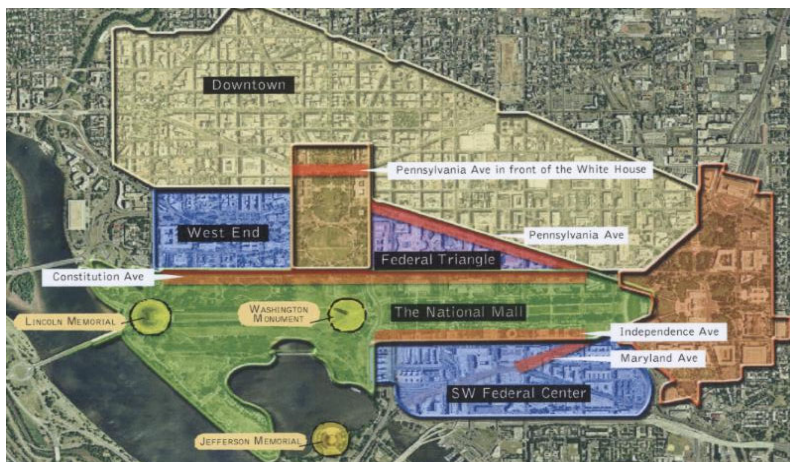 Downtown
Pennsylvania Ave in front of the White House
West End
Pennsylvania Ave
Federal Triangle
Constitution Ave
WASHINGTON
MONUMENT
The National Mall
LINCOLN MEMORIAL
Independence Ave
Maryland Ave
SW Federal Center
JEFFERSON MEMORIAL